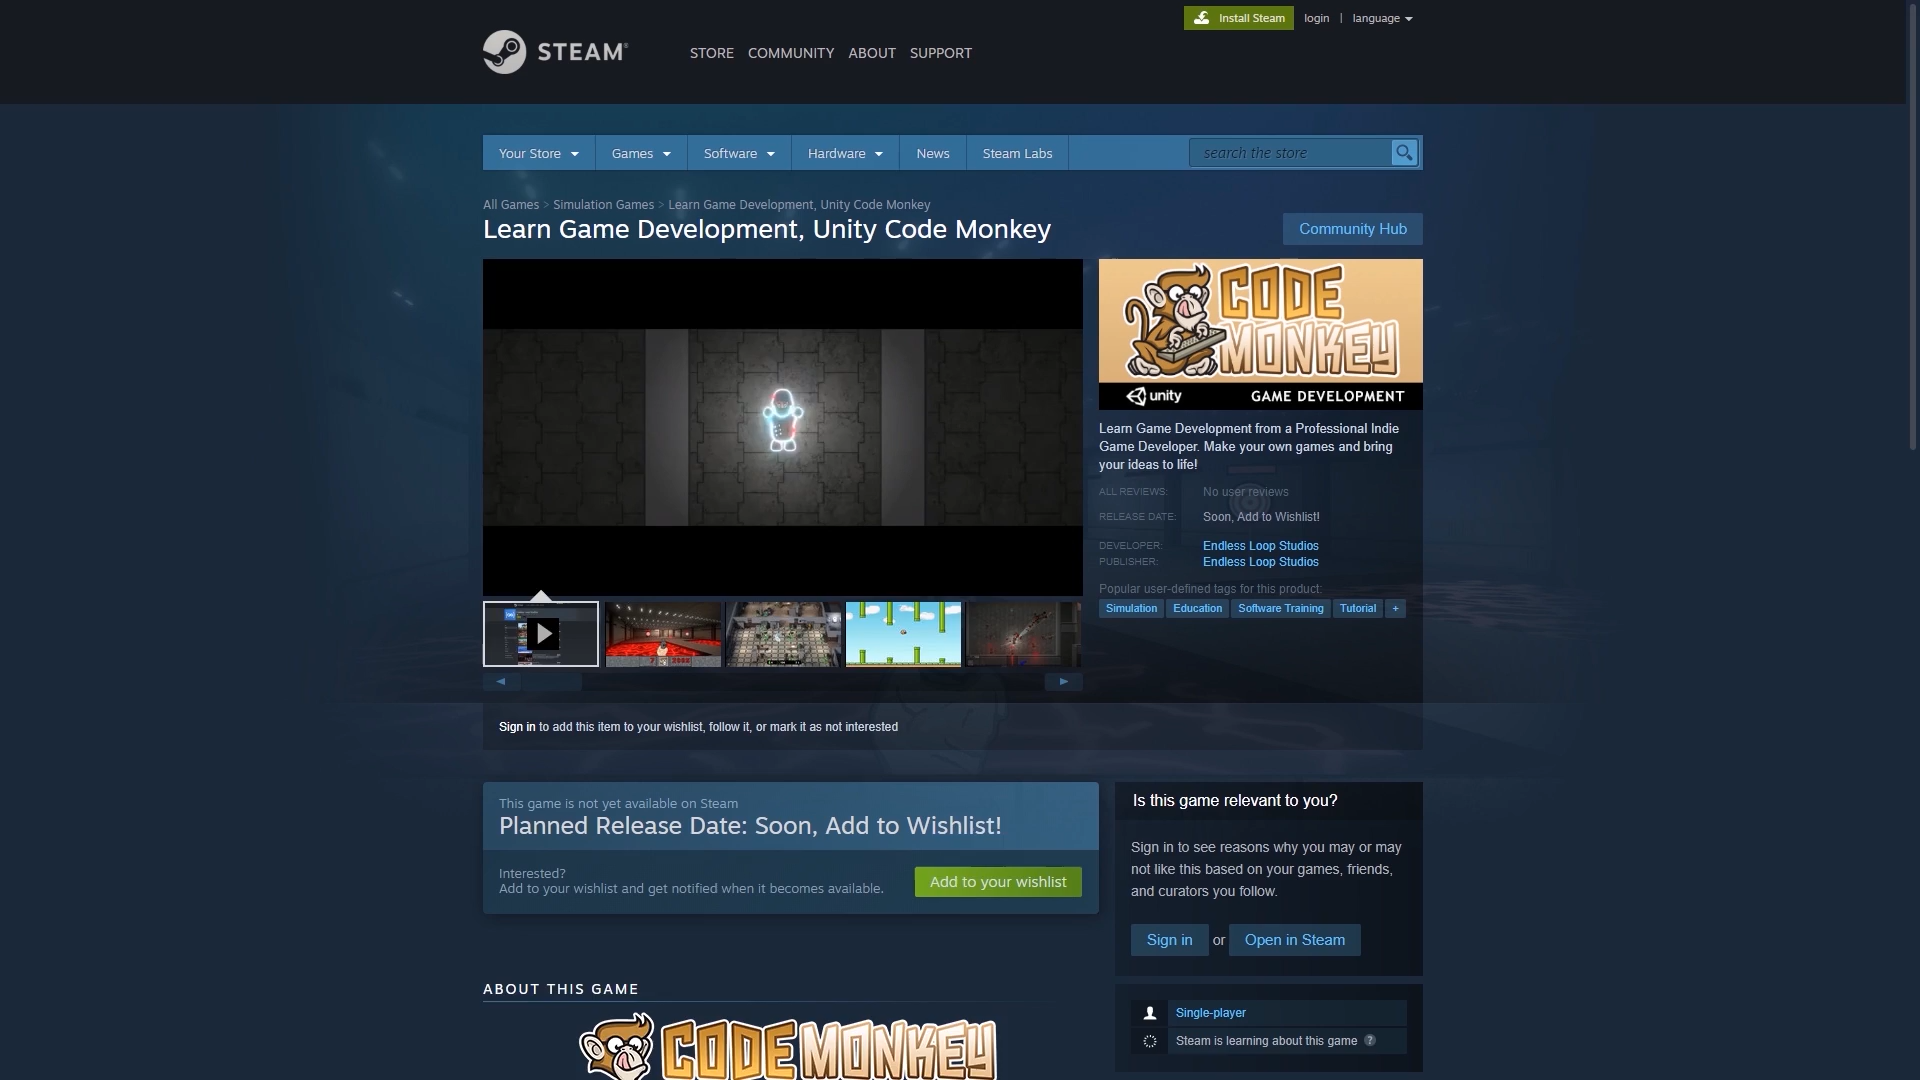 Install Steam login | language
STEAM
STORE COMMUNITY ABOUT SUPPORT
Your Store Games Software Hardware News Steam Labs search the store
All Games > Simulation Games > Learn Game Development, Unity Code Monkey
Learn Game Development, Unity Code Monkey
Community Hub
CODE
MONKEY
unity GAME DEVELOPMENT
Learn Game Development from a Professional Indie
Game Developer. Make your own games and bring
your ideas to life!
ALL REVIEWS: No user reviews
RELEASE DATE: Soon, Add to Wishlist!
DEVELOPER: Endless Loop Studios
PUBLISHER: Endless Loop Studios
Popular user-defined tags for this product:
Simulation Education Software Training Tutorial +
Sign in to add this item to your wishlist, follow it, or mark it as not interested
This game is not yet available on Steam
Planned Release Date: Soon, Add to Wishlist!
Interested?
Add to your wishlist and get notified when it becomes available.
Add to your wishlist
Is this game relevant to you?
Sign in to see reasons why you may or may
not like this based on your games, friends,
and curators you follow.
Sign in or Open in Steam
ABOUT THIS GAME
CODE MONKEY
Single-player
Steam is learning about this game ?